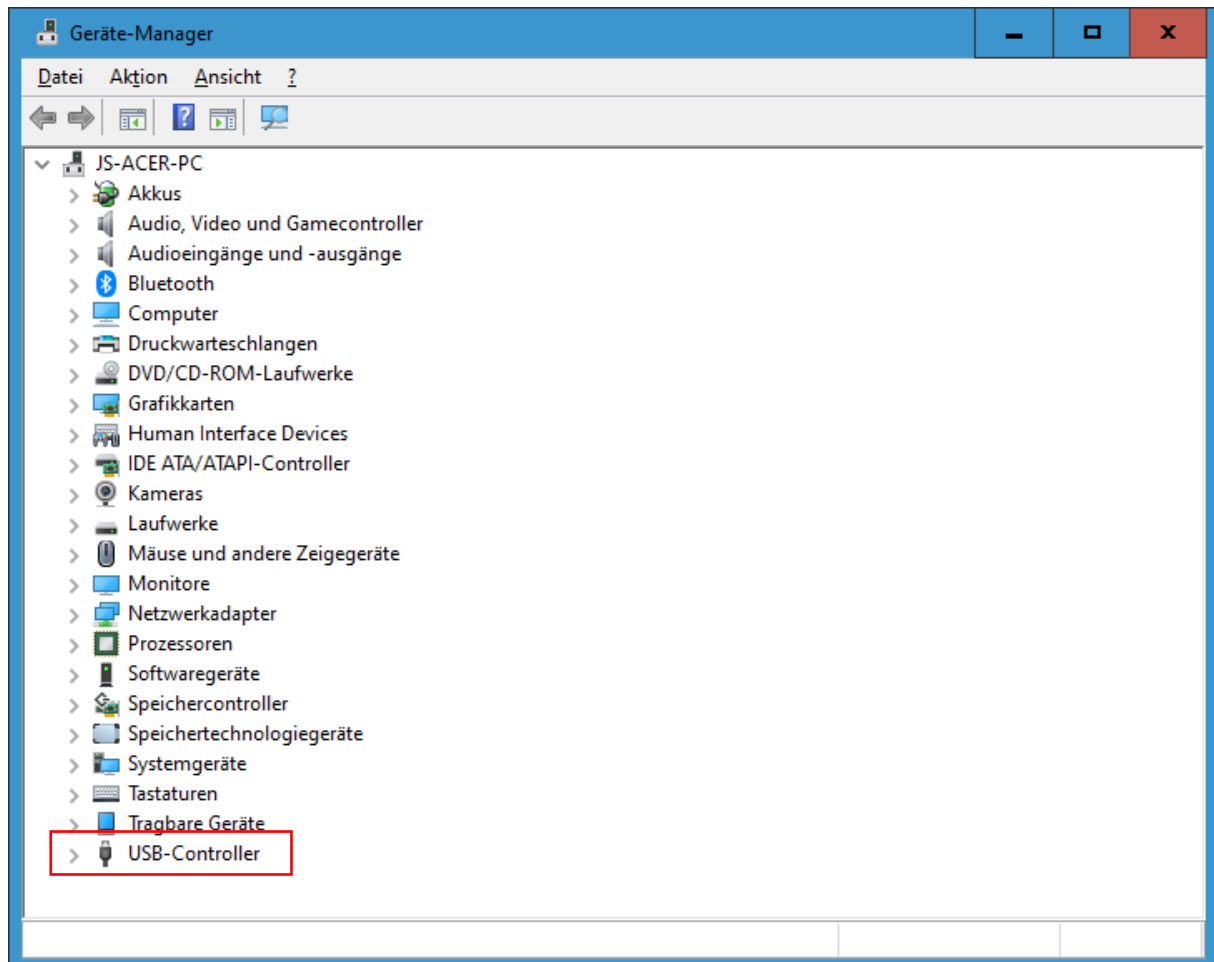 Geräte-Manager
Datei Aktion Ansicht ?
JS-ACER-PC
Akkus
Audio, Video und Gamecontroller
Audioeingänge und -ausgänge
Bluetooth
Computer
Druckwarteschlangen
DVD/CD-ROM-Laufwerke
Grafikkarten
Human Interface Devices
IDE ATA/ATAPI-Controller
Kameras
Laufwerke
Mäuse und andere Zeigegeräte
Monitore
Netzwerkadapter
Prozessoren
Softwaregeräte
Speichercontroller
Speichertechnologiegeräte
Systemgeräte
Tastaturen
Tragbare Geräte
USB-Controller